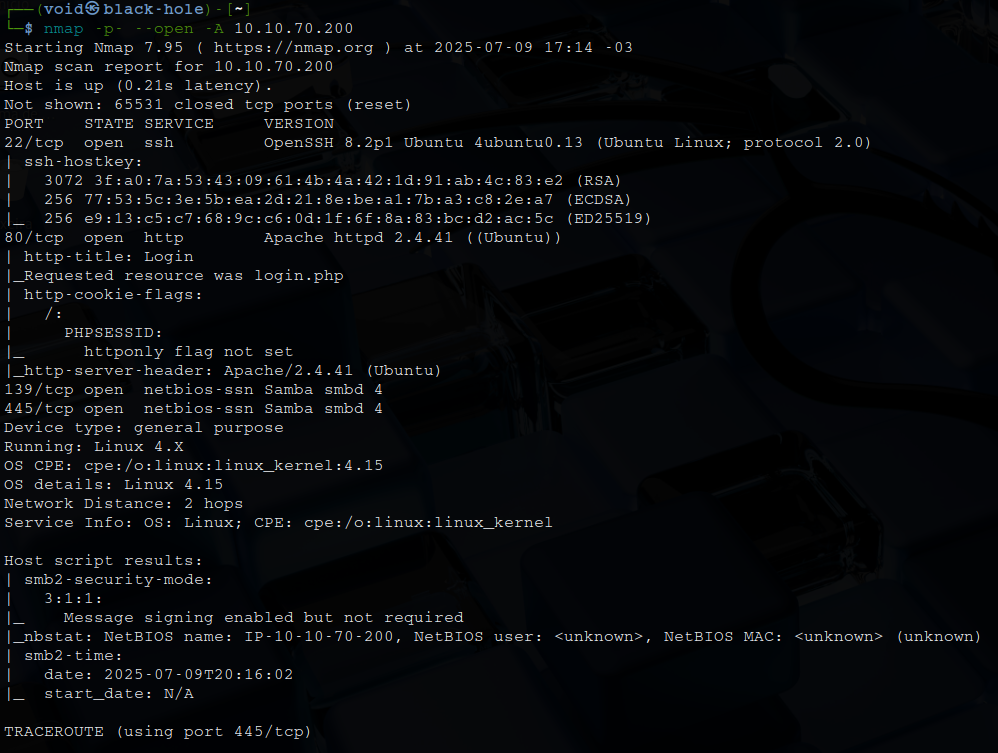 ┌──(void㉿black-hole)-[~]
└─$ nmap -p- --open -A 10.10.70.200
Starting Nmap 7.95 ( https://nmap.org ) at 2025-07-09 17:14 -03
Nmap scan report for 10.10.70.200
Host is up (0.21s latency).
Not shown: 65531 closed tcp ports (reset)
PORT    STATE SERVICE     VERSION
22/tcp  open  ssh         OpenSSH 8.2p1 Ubuntu 4ubuntu0.13 (Ubuntu Linux; protocol 2.0)
| ssh-hostkey:
|   3072 3f:a0:7a:53:43:09:61:4b:4a:42:1d:91:ab:4c:83:e2 (RSA)
|   256 77:53:5c:3e:5b:ea:2d:21:8e:be:a1:7b:a3:c8:2e:a7 (ECDSA)
|_  256 e9:13:c5:c7:68:9c:c6:0d:1f:6f:8a:83:bc:d2:ac:5c (ED25519)
80/tcp  open  http        Apache httpd 2.4.41 ((Ubuntu))
| http-title: Login
|_Requested resource was login.php
| http-cookie-flags:
|   /:
|     PHPSESSID:
|_      httponly flag not set
|_http-server-header: Apache/2.4.41 (Ubuntu)
139/tcp open  netbios-ssn Samba smbd 4
445/tcp open  netbios-ssn Samba smbd 4
Device type: general purpose
Running: Linux 4.X
OS CPE: cpe:/o:linux:linux_kernel:4.15
OS details: Linux 4.15
Network Distance: 2 hops
Service Info: OS: Linux; CPE: cpe:/o:linux:linux_kernel

Host script results:
| smb2-security-mode:
|   3:1:1:
|_    Message signing enabled but not required
|_nbstat: NetBIOS name: IP-10-10-70-200, NetBIOS user: <unknown>, NetBIOS MAC: <unknown> (unknown)
| smb2-time:
|   date: 2025-07-09T20:16:02
|_  start_date: N/A

TRACEROUTE (using port 445/tcp)